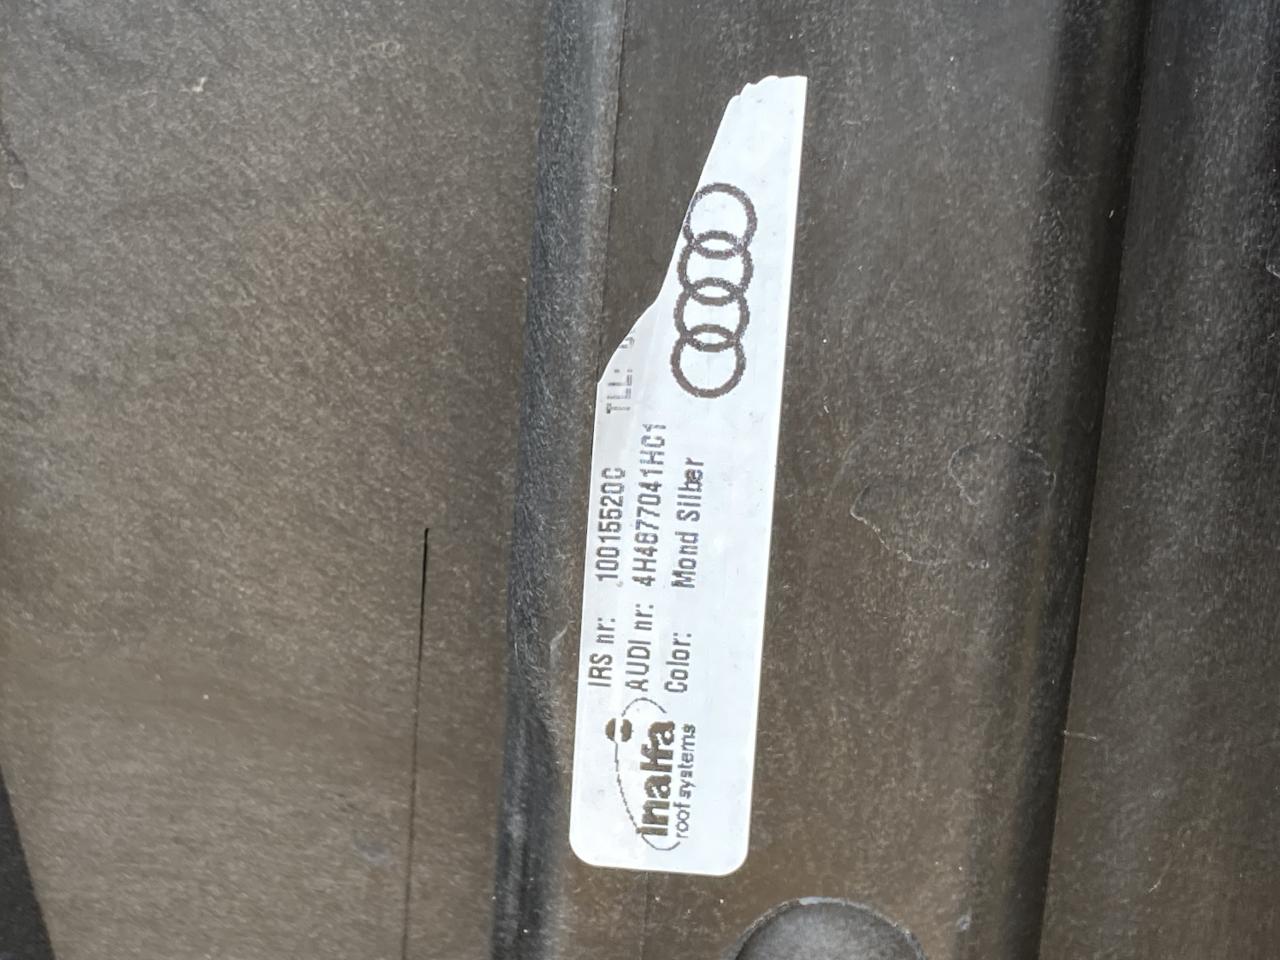 IRS nr: 10015520C
AUDI nr: 4H4877041HC1
Color: Mond Silber
inalfa
roof systems